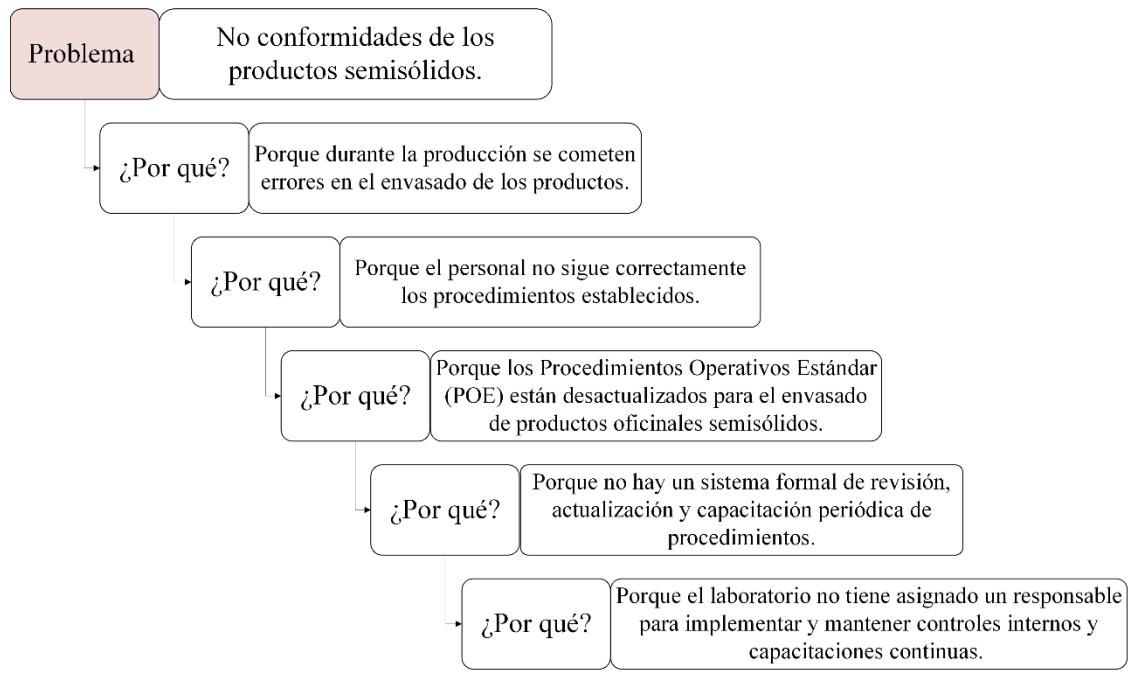 Problema
No conformidades de los
productos semisólidos.
¿Por qué?
Porque durante la producción se cometen
errores en el envasado de los productos.
¿Por qué?
Porque el personal no sigue correctamente
los procedimientos establecidos.
¿Por qué?
Porque los Procedimientos Operativos Estándar
(POE) están desactualizados para el envasado
de productos oficinales semisólidos.
¿Por qué?
Porque no hay un sistema formal de revisión,
actualización y capacitación periódica de
procedimientos.
¿Por qué?
Porque el laboratorio no tiene asignado un responsable
para implementar y mantener controles internos y
capacitaciones continuas.